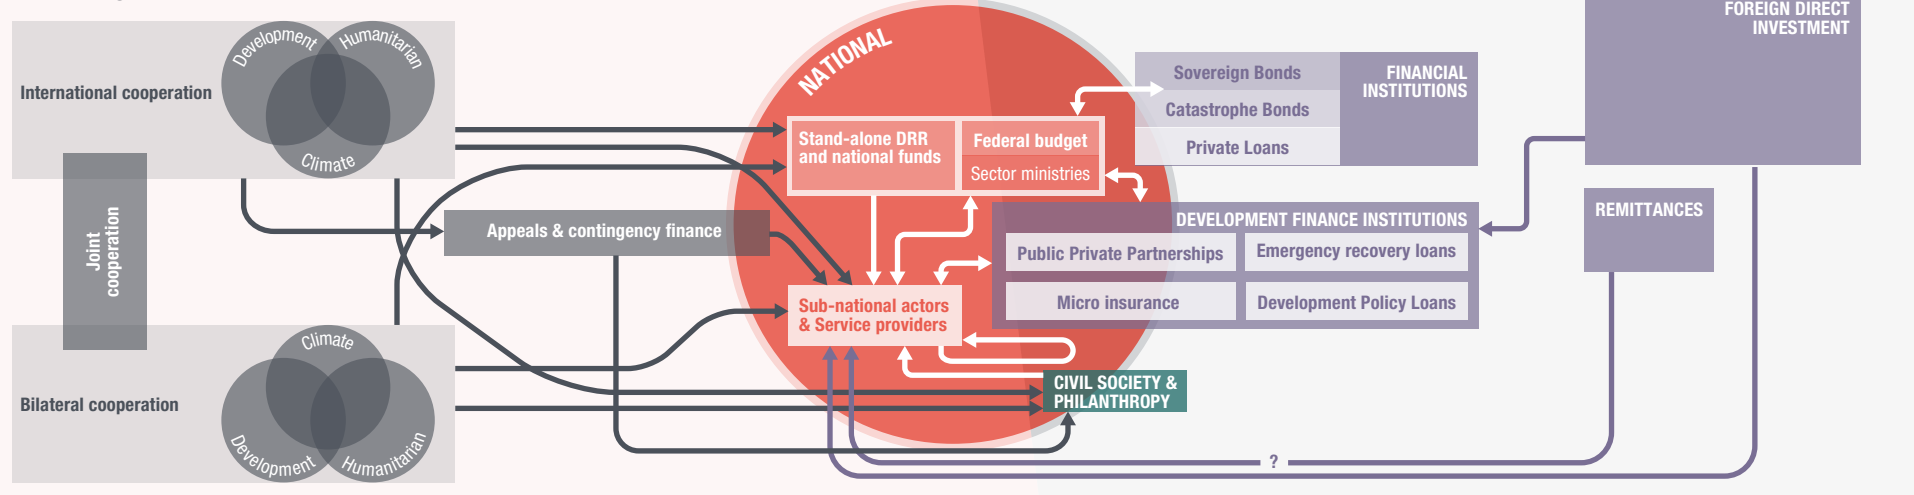 FOREIGN DIRECT
INVESTMENT
Development
Humanitarian
Climate
International cooperation
NATIONAL
Sovereign Bonds
Catastrophe Bonds
Private Loans
FINANCIAL
INSTITUTIONS
Stand-alone DRR
and national funds
Federal budget
Sector ministries
Joint
cooperation
Appeals & contingency finance
DEVELOPMENT FINANCE INSTITUTIONS
Public Private Partnerships
Emergency recovery loans
Micro insurance
Development Policy Loans
REMITTANCES
Sub-national actors
& Service providers
Climate
Bilateral cooperation
Development
Humanitarian
CIVIL SOCIETY &
PHILANTHROPY
?